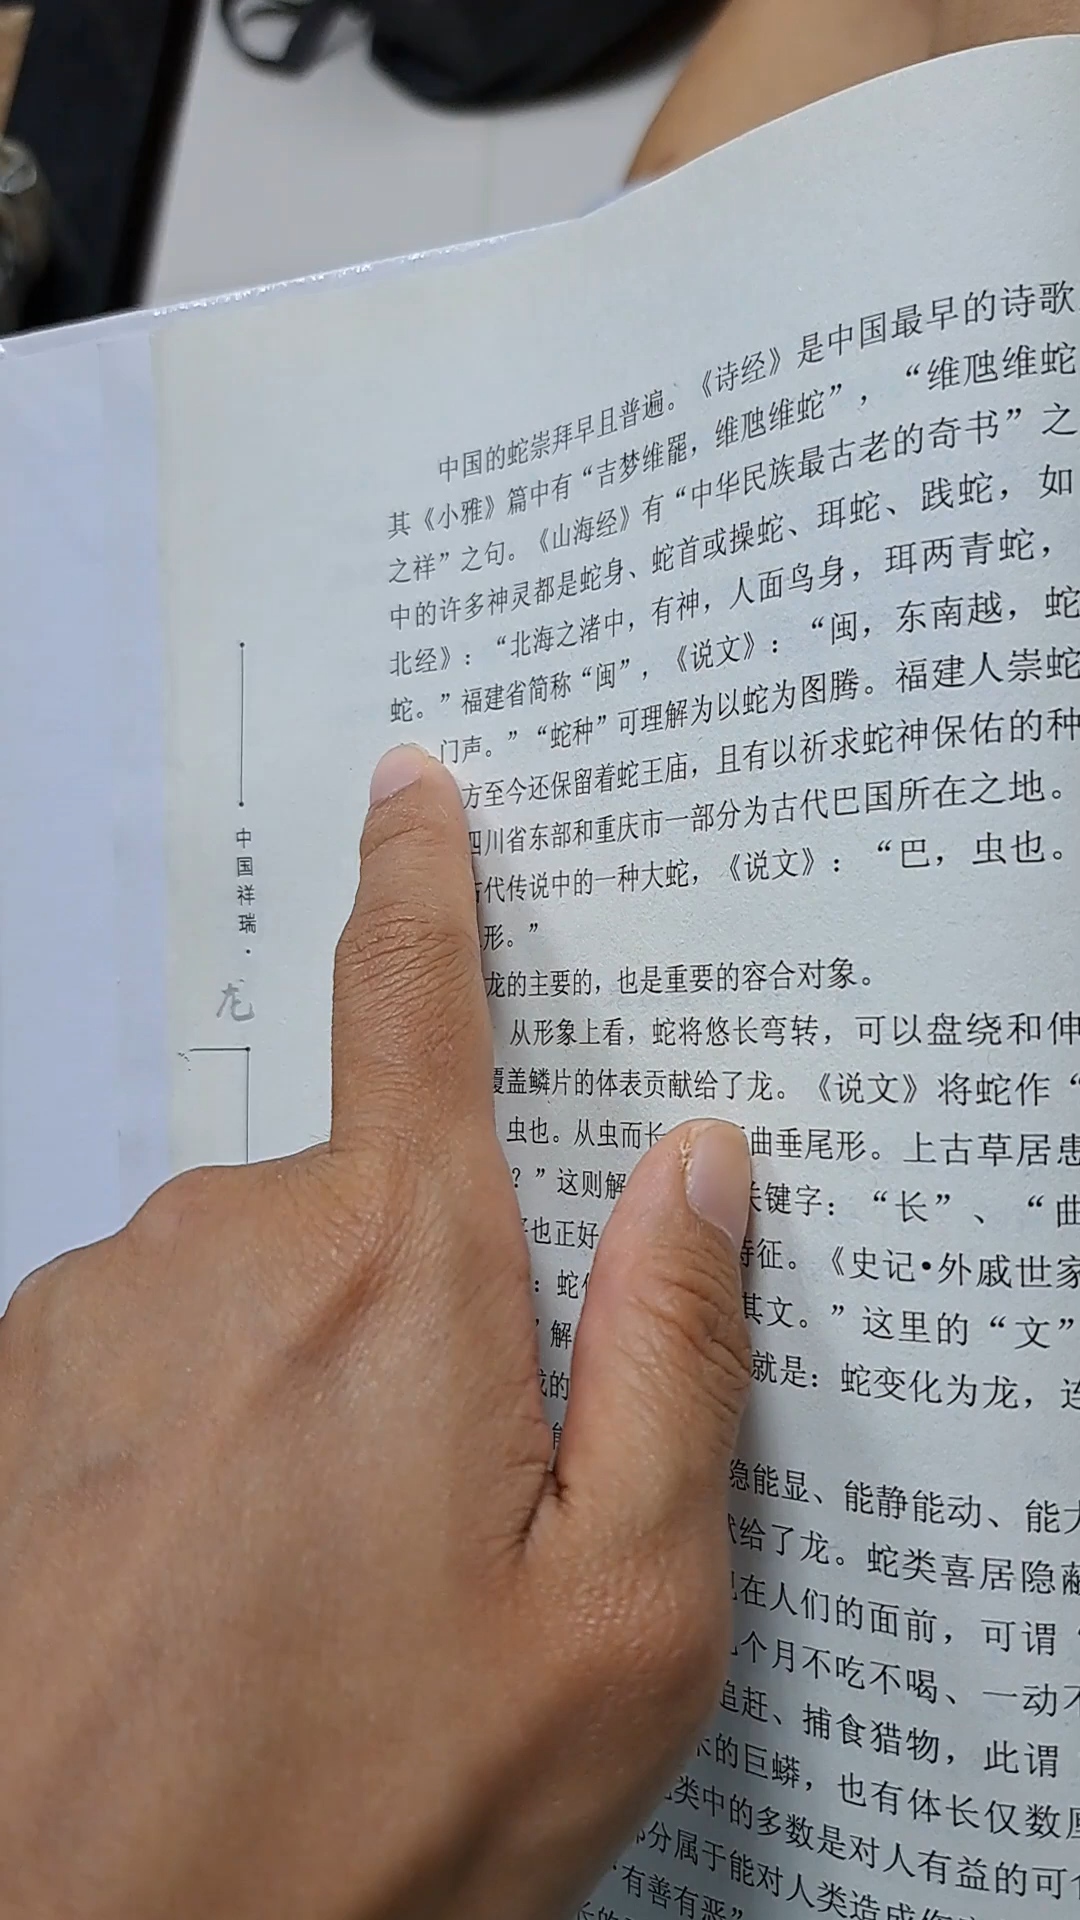 中国的蛇崇拜早且普遍。《诗经》是中国最早的诗歌
其《小雅》篇中有“吉梦维罴，维虺维蛇”，“维虺维蛇
之祥”之句。《山海经》有“中华民族最古老的奇书”之
中的许多神灵都是蛇身、蛇首或操蛇、珥蛇、践蛇，如
北经》：“北海之渚中，有神，人面鸟身，珥两青蛇，
蛇。”福建省简称“闽”，《说文》：“闽，东南越，蛇
门声。”“蛇种”可理解为以蛇为图腾。福建人崇蛇
方至今还保留着蛇王庙，且有以祈求蛇神保佑的种
四川省东部和重庆市一部分为古代巴国所在之地。
古代传说中的一种大蛇，《说文》：“巴，虫也。
形。”
龙的主要的，也是重要的容合对象。
从形象上看，蛇将悠长弯转，可以盘绕和伸
覆盖鳞片的体表贡献给了龙。《说文》将蛇作“
虫也。从虫而长 曲垂尾形。上古草居患
？”这则解 关键字：“长”、“曲
也正好 特征。《史记•外戚世家
：蛇 其文。”这里的“文”
”解 就是：蛇变化为龙，连
的
能
隐能显、能静能动、能大
献给了龙。蛇类喜居隐蔽
现在人们的面前，可谓
几个月不吃不喝、一动不
追赶、捕食猎物，此谓
米的巨蟒，也有体长仅数厘
类中的多数是对人有益的可
部分属于能对人类造成伤
“有善有恶”
中国祥瑞·
龙